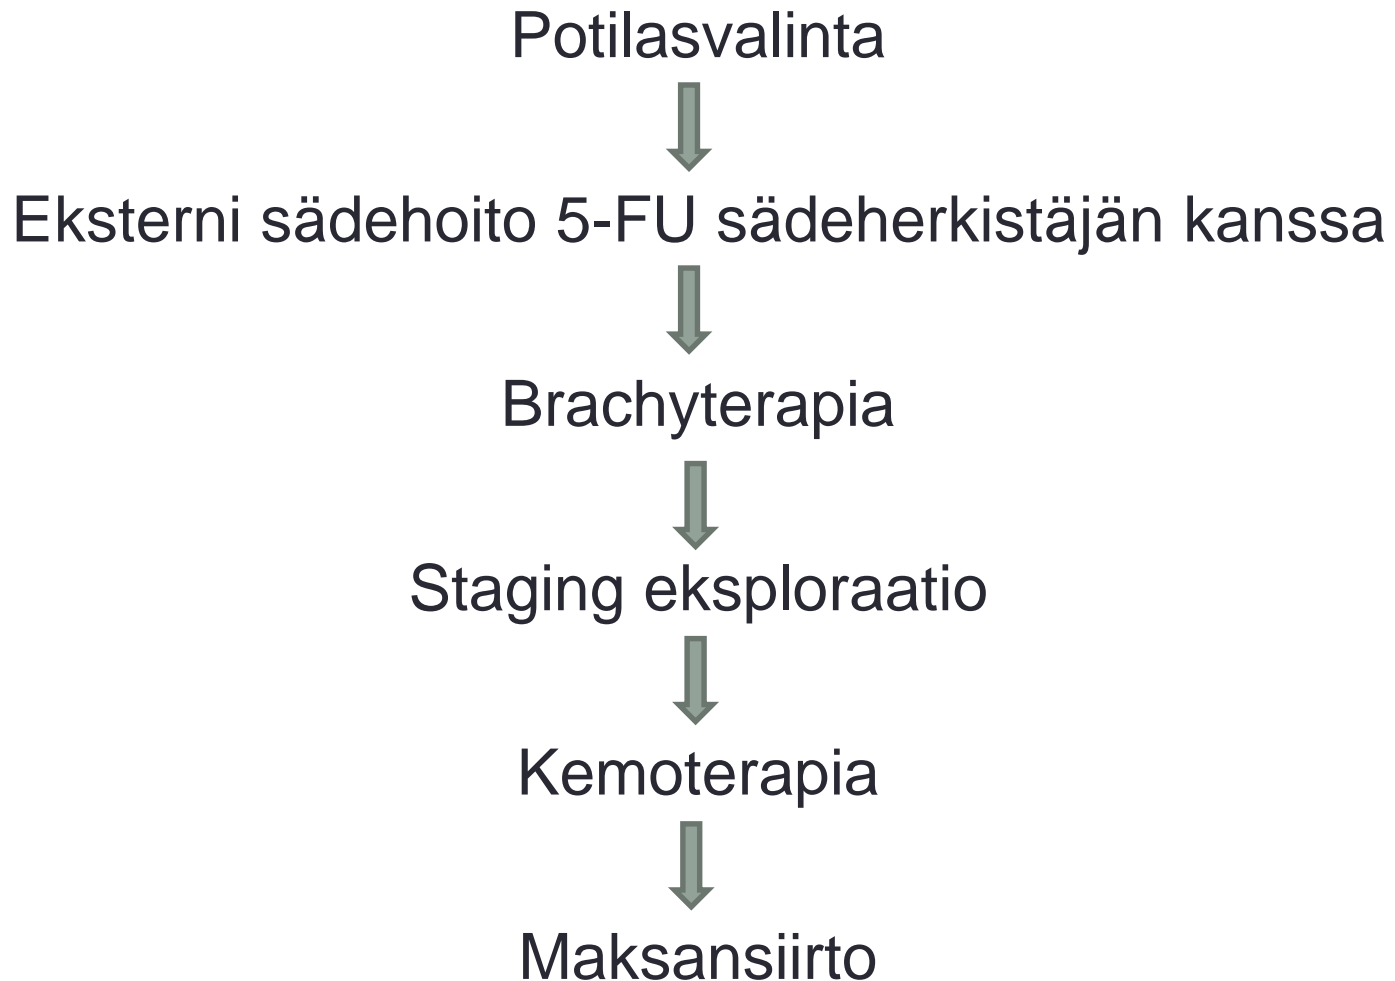 Potilasvalinta
Eksterni sädehoito 5-FU sädeherkistäjän kanssa
Brachyterapia
Staging eksploraatio
Kemoterapia
Maksansiirto